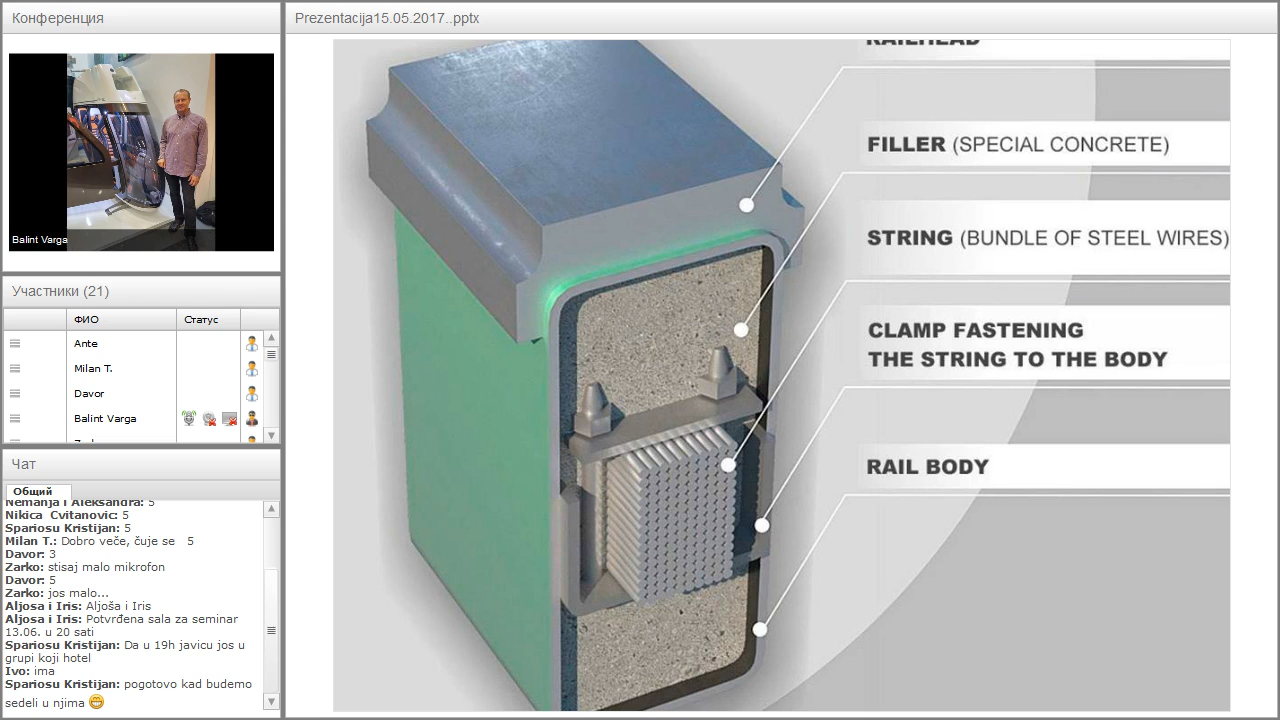 Конференция
Balint Varga
Участники (21)
ФИО
Статус
Ante
Milan T.
Davor
Balint Varga
Чат
Общий
Nemanja i Aleksandra: 5
Nikica Cvitanovic: 5
Spariosu Kristijan: 5
Milan T.: Dobro veče, čuje se 5
Davor: 3
Zarko: stisaj malo mikrofon
Davor: 5
Zarko: jos malo...
Aljosa i Iris: Aljoša i Iris
Aljosa i Iris: Potvrđena sala za seminar
13.06. u 20 sati
Spariosu Kristijan: Da u 19h javicu jos u
grupi koji hotel
Ivo: ima
Spariosu Kristijan: pogotovo kad budemo
sedeli u njima
Prezentacija15.05.2017..pptx
RAILHEAD
FILLER (SPECIAL CONCRETE)
STRING (BUNDLE OF STEEL WIRES)
CLAMP FASTENING
THE STRING TO THE BODY
RAIL BODY